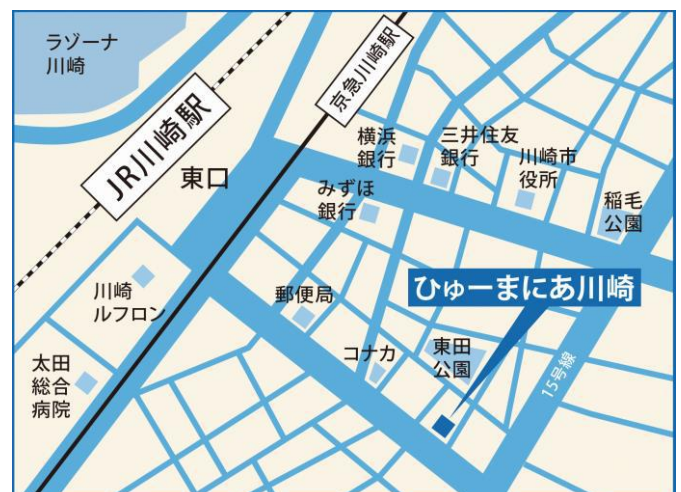 ラゾーナ
川崎
JR川崎駅
京急川崎駅
東口
横浜
銀行
三井住友
銀行
川崎市
役所
みずほ
銀行
稲毛
公園
川崎
ルフロン
郵便局
ひゅーまにあ川崎
コナカ
東田
公園
太田
総合
病院
15号線